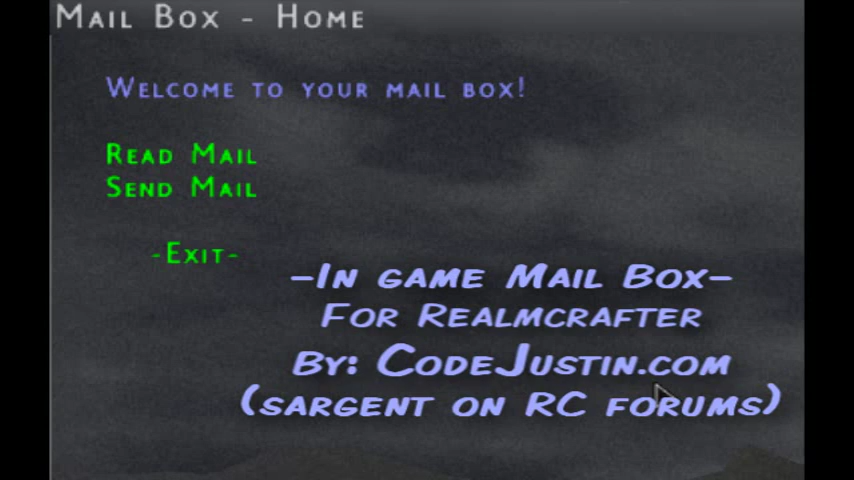 Mail Box - Home
Welcome to your mail box!
Read Mail
Send Mail
-Exit-
-In game Mail Box-
For Realmcrafter
By: CodeJustin.com
(sargent on RC forums)